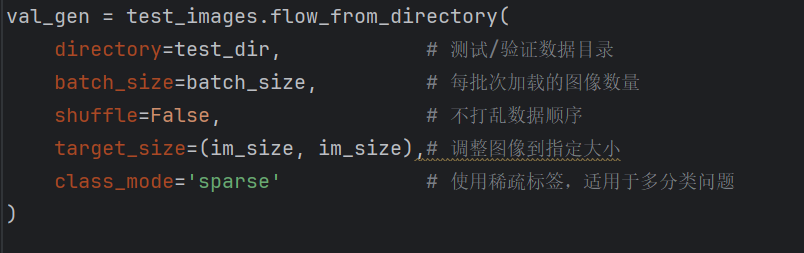 val_gen = test_images.flow_from_directory(
    directory=test_dir,              # 测试/验证数据目录
    batch_size=batch_size,           # 每批次加载的图像数量
    shuffle=False,                   # 不打乱数据顺序
    target_size=(im_size, im_size),# 调整图像到指定大小
    class_mode='sparse'              # 使用稀疏标签，适用于多分类问题
)